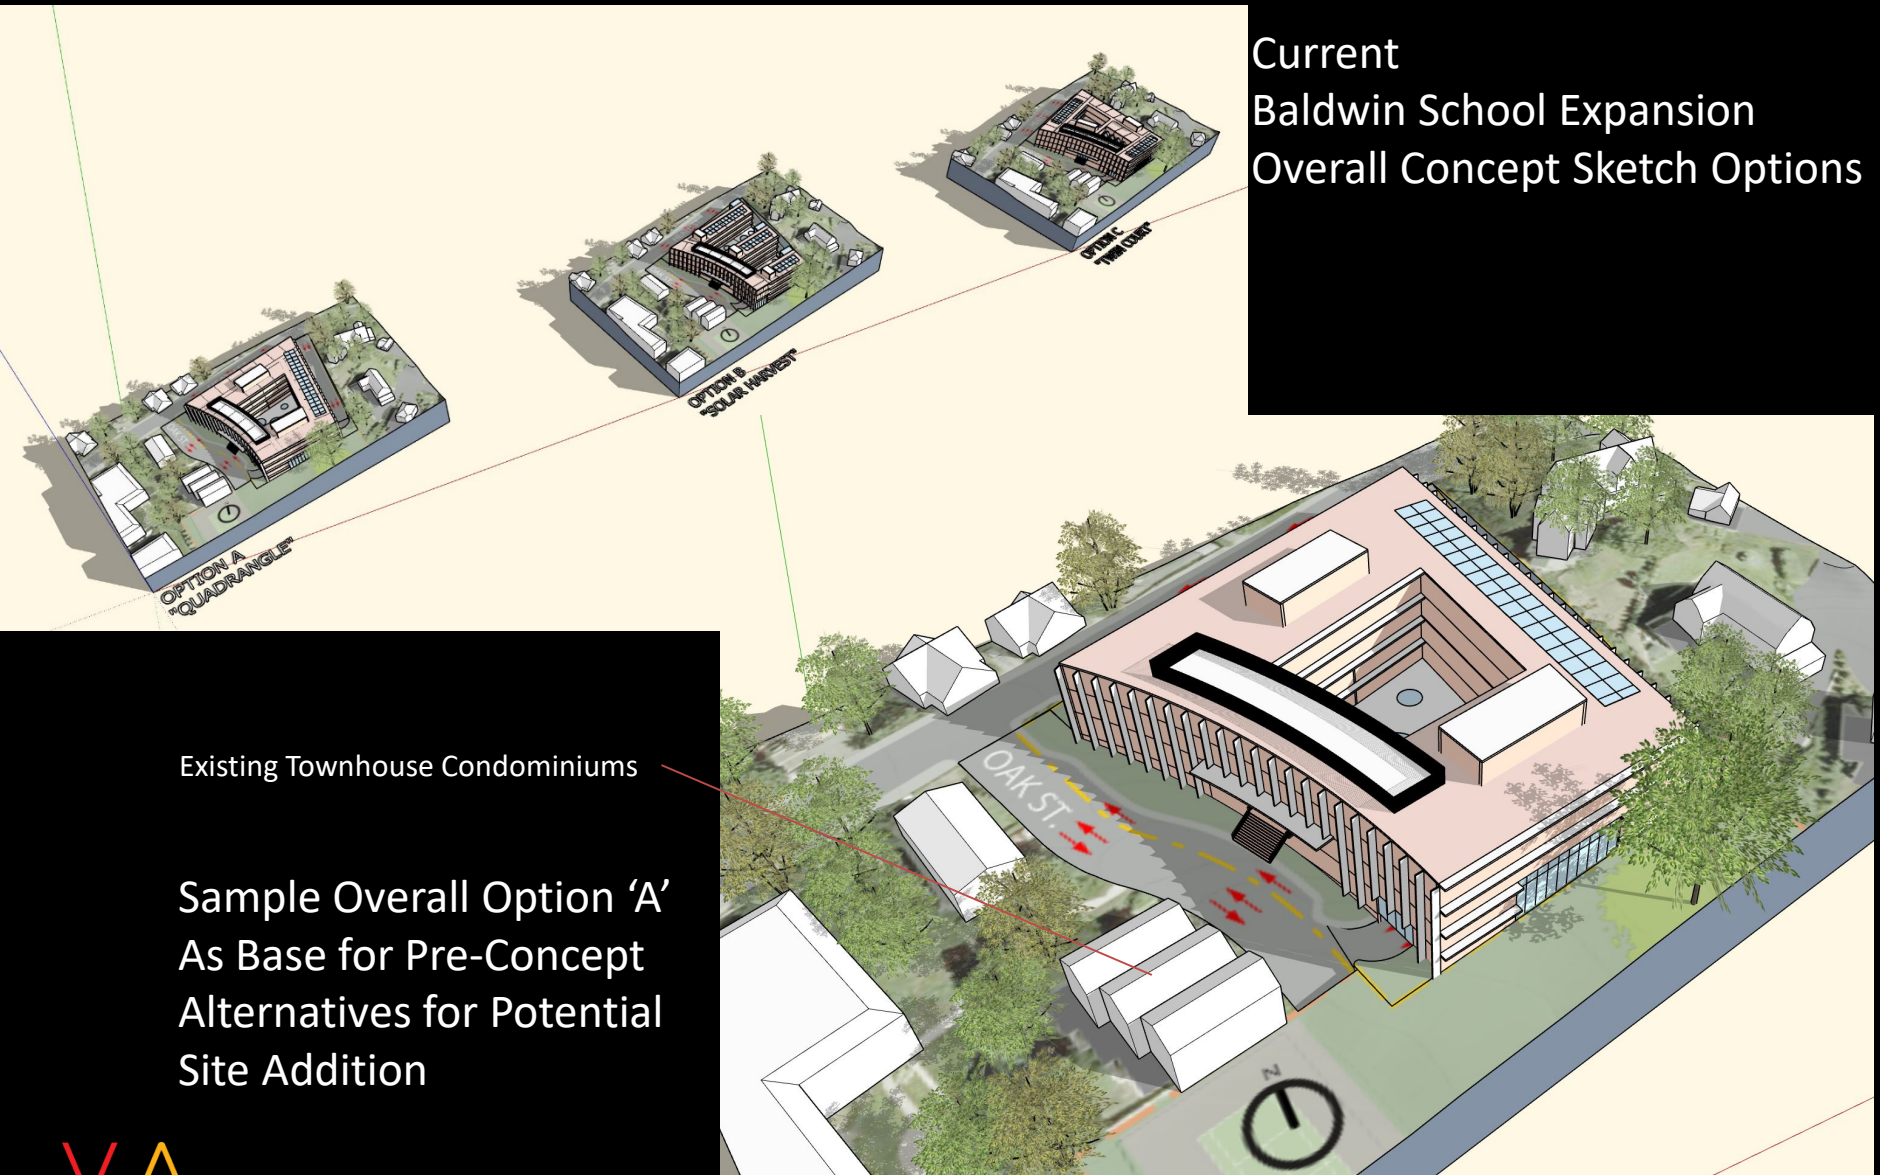 Current
Baldwin School Expansion
Overall Concept Sketch Options
OPTION A
"QUADRANGLE"
OPTION B
"SOLAR HARVEST"
OPTION C
"TWIN COURT"
Existing Townhouse Condominiums
Sample Overall Option ‘A’
As Base for Pre-Concept
Alternatives for Potential
Site Addition
OAK ST.
N